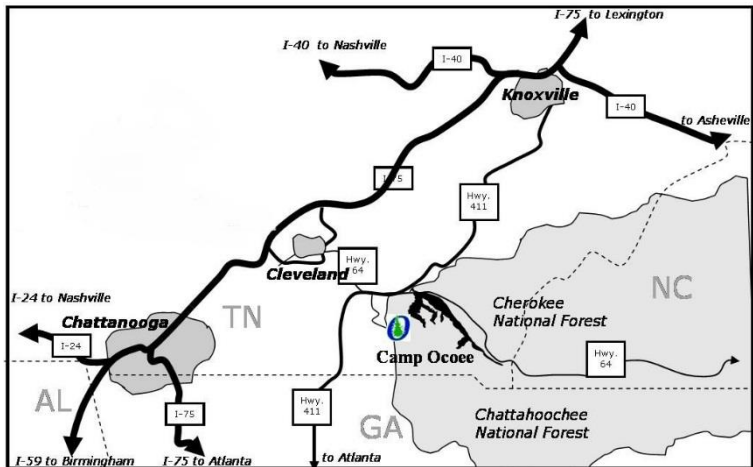 I-75 to Lexington
I-40 to Nashville
I-40
Knoxville
I-40
to Asheville
I-75
Hwy.
411
Cleveland
Hwy.
64
I-24 to Nashville
Chattanooga
TN
NC
Cherokee
National Forest
Camp Ocoee
I-24
Hwy.
64
AL
I-75
Hwy.
411
GA
Chattahoochee
National Forest
I-59 to Birmingham
I-75 to Atlanta
to Atlanta